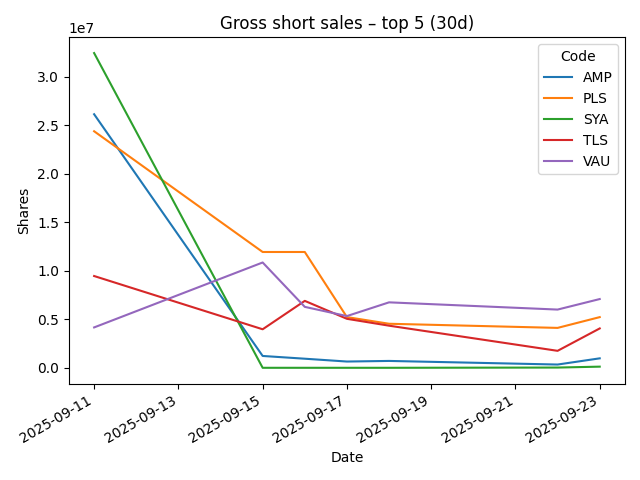 Gross short sales – top 5 (30d)
1e7
Code
AMP
PLS
SYA
TLS
VAU
Shares
3.0
2.5
2.0
1.5
1.0
0.5
0.0
2025-09-11
2025-09-13
2025-09-15
2025-09-17
2025-09-19
2025-09-21
2025-09-23
Date